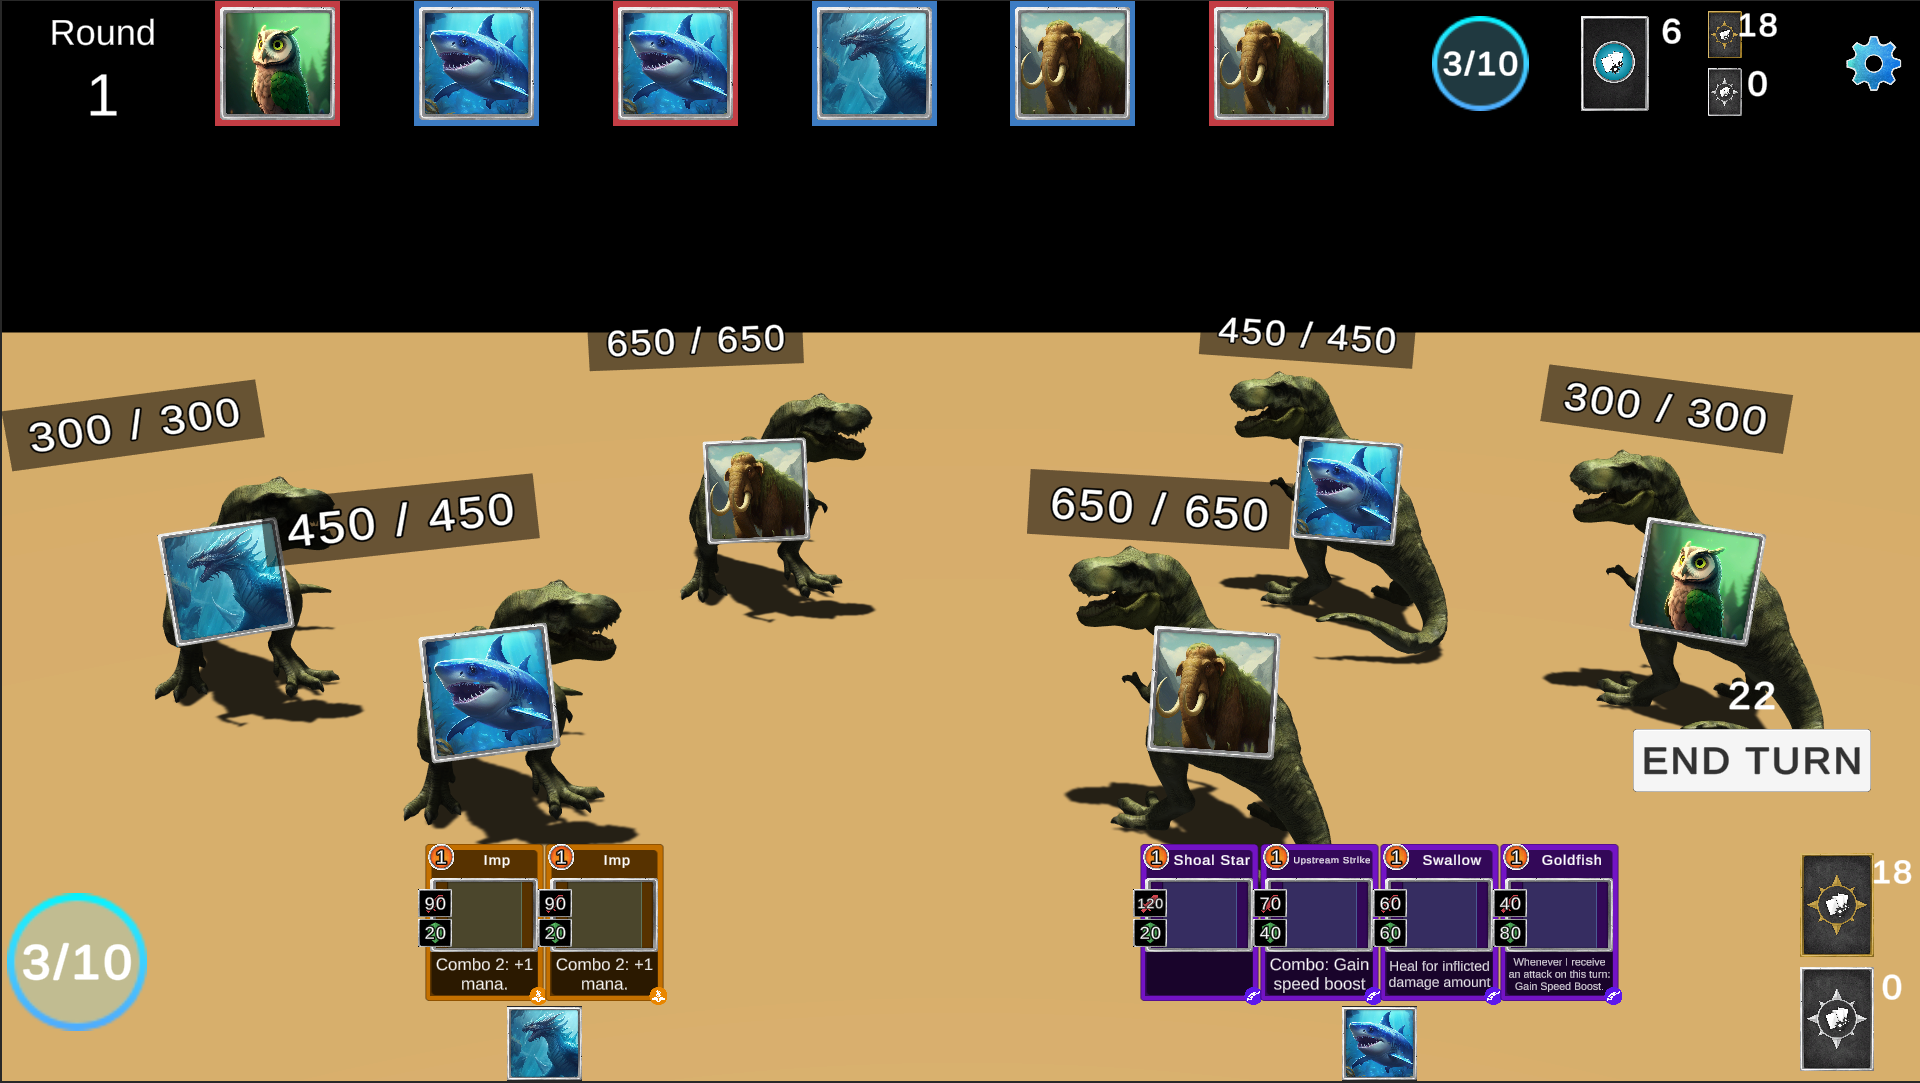 Round
1
3/10
6
18
0
650 / 650
450 / 450
300 / 300
300 / 300
450 / 450
650 / 650
22
END TURN
3/10
1 Imp
90
20
Combo 2: +1
mana.
1 Imp
90
20
Combo 2: +1
mana.
1 Shoal Star
120
20
1 Upstream Strike
70
40
Combo: Gain
speed boost
1 Swallow
60
60
Heal for inflicted
damage amount
1 Goldfish
40
80
Whenever I receive
an attack on this turn:
Gain Speed Boost.
18
0